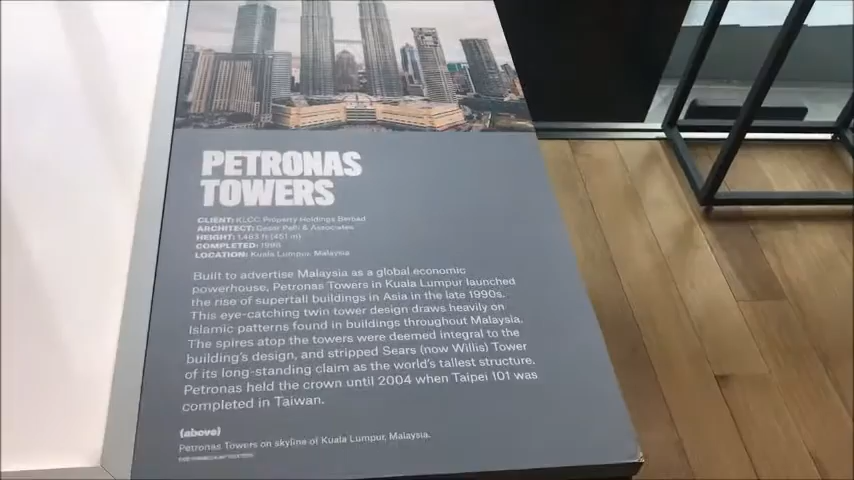 PETRONAS
TOWERS
CLIENT: KLCC Property Holdings Berhad
ARCHITECT: Cesar Pelli & Associates
HEIGHT: 1,483 ft (451 m)
COMPLETED: 1998
LOCATION: Kuala Lumpur, Malaysia
Built to advertise Malaysia as a global economic
powerhouse, Petronas Towers in Kuala Lumpur launched
the rise of supertall buildings in Asia in the late 1990s.
This eye-catching twin tower design draws heavily on
Islamic patterns found in buildings throughout Malaysia.
The spires atop the towers were deemed integral to the
building's design, and stripped Sears (now Willis) Tower
of its long-standing claim as the world's tallest structure.
Petronas held the crown until 2004 when Taipei 101 was
completed in Taiwan.
(above)
Petronas Towers on skyline of Kuala Lumpur, Malaysia.